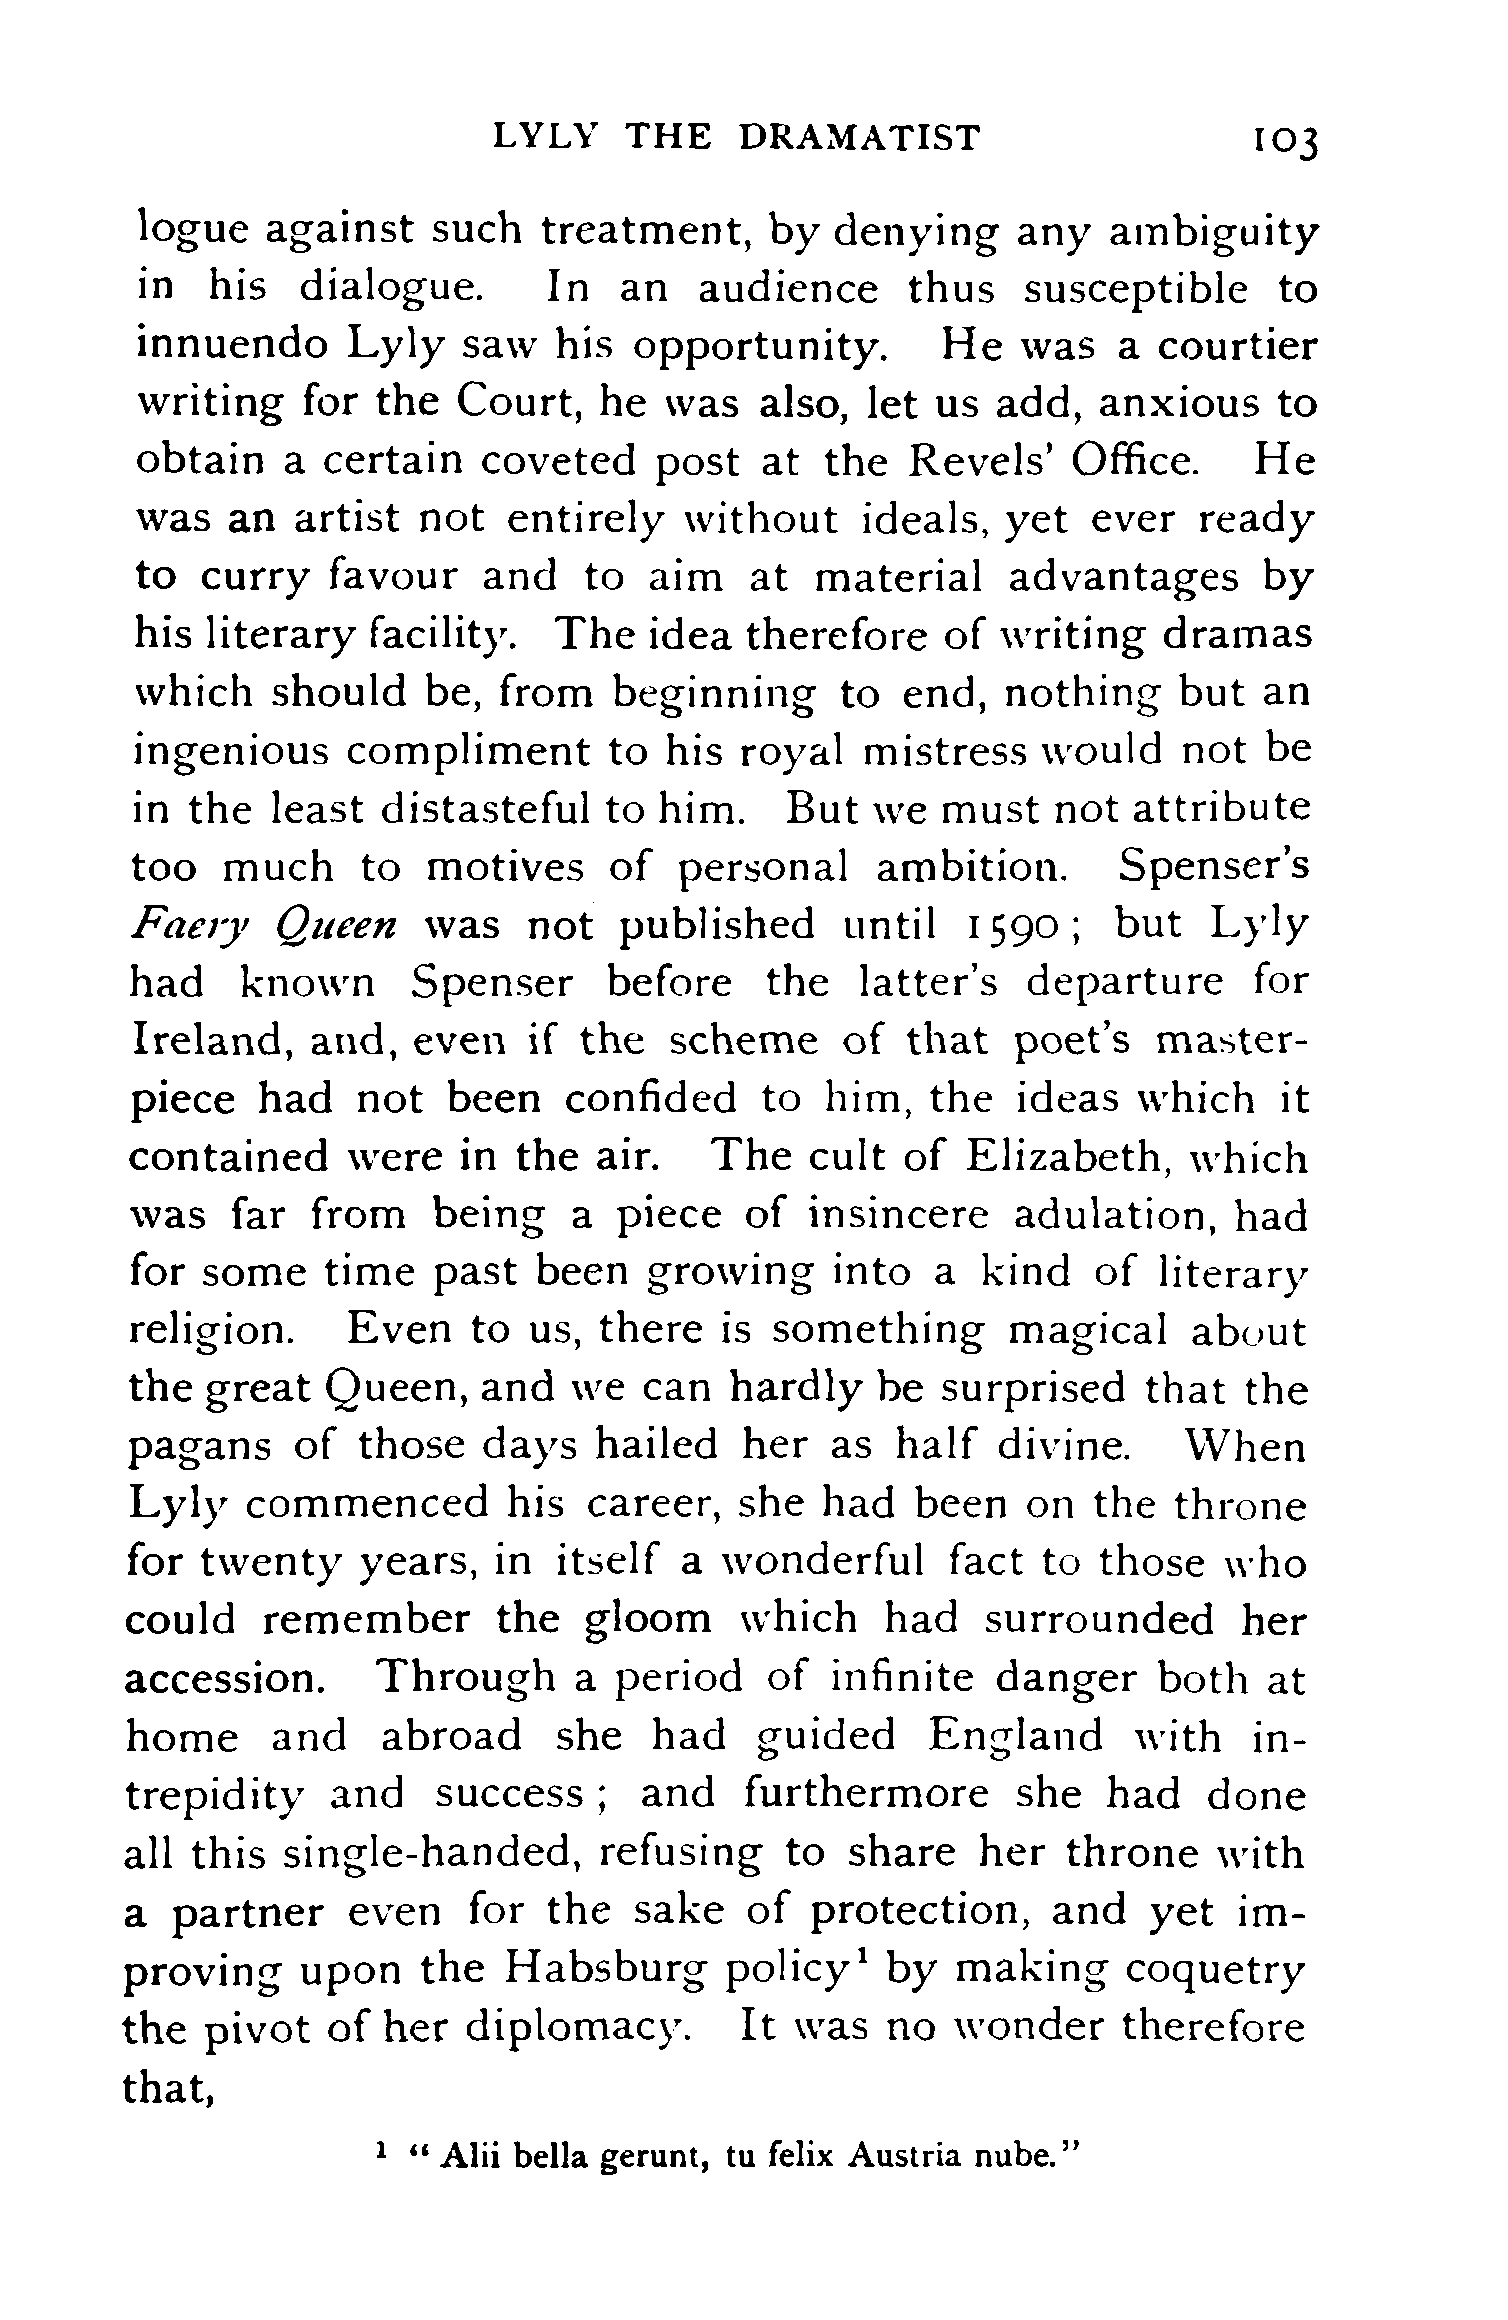 LYLY THE DRAMATIST 103
logue against such treatment, by denying any ambiguity
in his dialogue. In an audience thus susceptible to
innuendo Lyly saw his opportunity. He was a courtier
writing for the Court, he was also, let us add, anxious to
obtain a certain coveted post at the Revels' Office. He
was an artist not entirely without ideals, yet ever ready
to curry favour and to aim at material advantages by
his literary facility. The idea therefore of writing dramas
which should be, from beginning to end, nothing but an
ingenious compliment to his royal mistress would not be
in the least distasteful to him. But we must not attribute
too much to motives of personal ambition. Spenser's
Faery Queen was not published until 1590; but Lyly
had known Spenser before the latter's departure for
Ireland, and, even if the scheme of that poet's master-
piece had not been confided to him, the ideas which it
contained were in the air. The cult of Elizabeth, which
was far from being a piece of insincere adulation, had
for some time past been growing into a kind of literary
religion. Even to us, there is something magical about
the great Queen, and we can hardly be surprised that the
pagans of those days hailed her as half divine. When
Lyly commenced his career, she had been on the throne
for twenty years, in itself a wonderful fact to those who
could remember the gloom which had surrounded her
accession. Through a period of infinite danger both at
home and abroad she had guided England with in-
trepidity and success; and furthermore she had done
all this single-handed, refusing to share her throne with
a partner even for the sake of protection, and yet im-
proving upon the Habsburg policy¹ by making coquetry
the pivot of her diplomacy. It was no wonder therefore
that,
¹ "Alii bella gerunt, tu felix Austria nube."